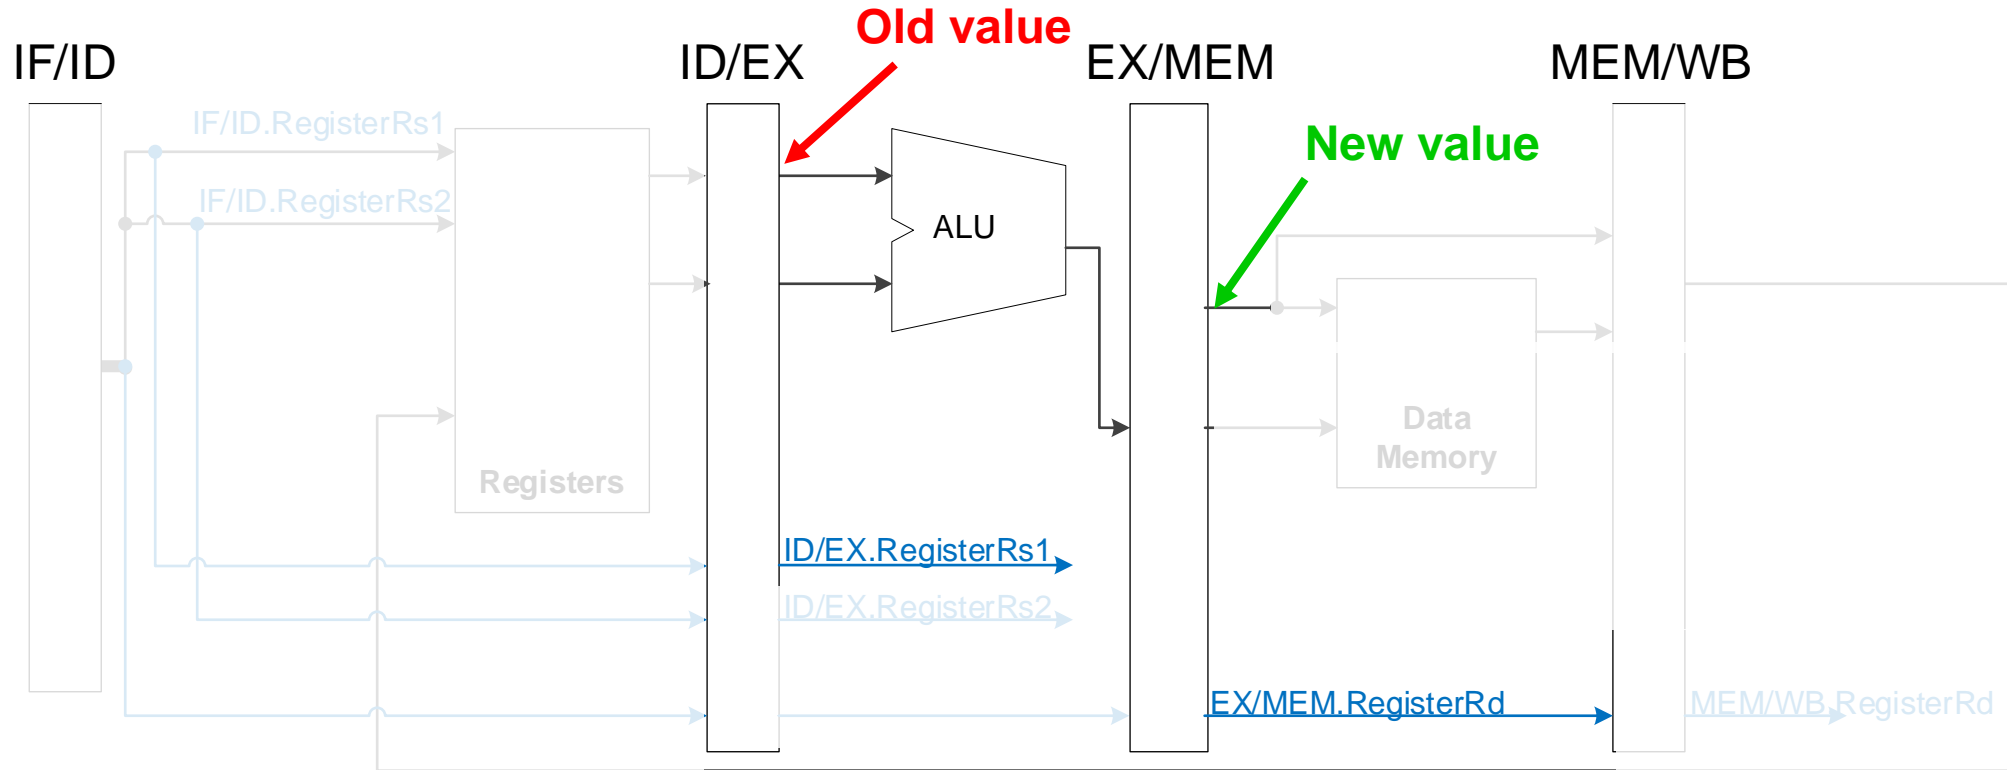 Old value
IF/ID
ID/EX
EX/MEM
MEM/WB
IF/ID.RegisterRs1
New value
IF/ID.RegisterRs2
ALU
Data
Memory
Registers
ID/EX.RegisterRs1
ID/EX.RegisterRs2
EX/MEM.RegisterRd
MEM/WB.RegisterRd